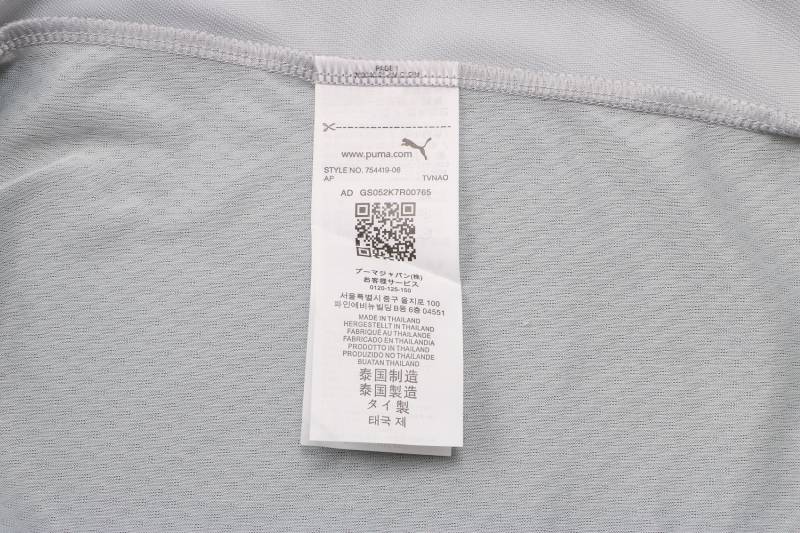 PAGE 1
www.puma.com
STYLE NO. 754419-06
AP TVNAO
AD GS052K7R00765
プーマジャパン(株)
お客様サービス
0120-125-150
서울특별시 중구 을지로 100
파인에비뉴빌딩 B동 6층 04551
MADE IN THAILAND
HERGESTELLT IN THAILAND
FABRIQUÉ AU THAILANDE
FABRICADO EN THAILANDIA
PRODOTTO IN THAILAND
PRODUZIDO NO THAILANDE
BUATAN THAILAND
泰国制造
泰国製造
タイ製
태국 제